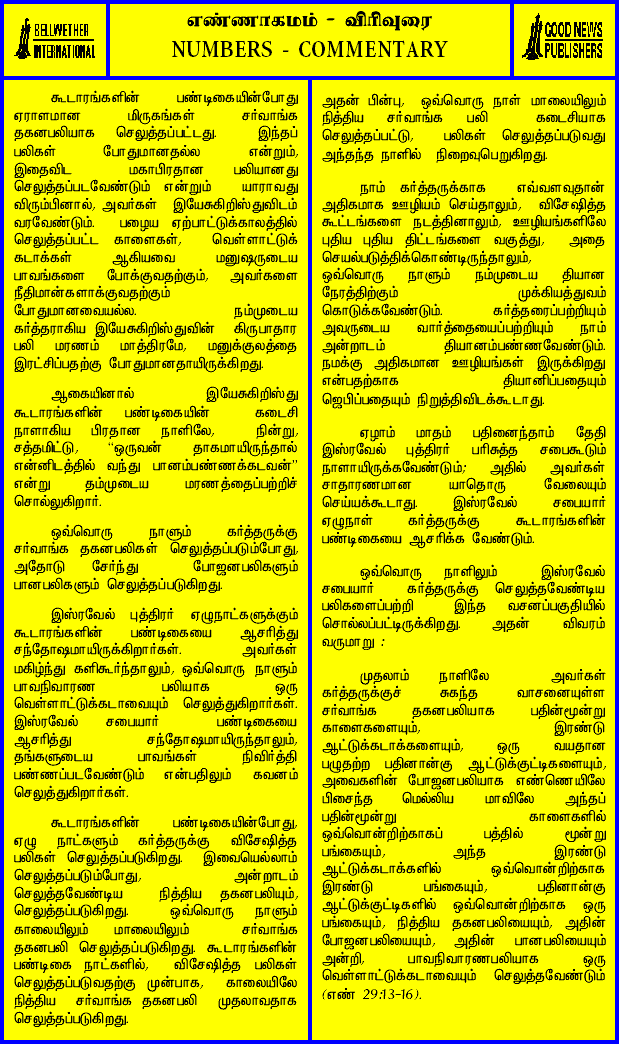 BELLWETHER
INTERNATIONAL
எண்ணாகமம் - விரிவுரை
NUMBERS - COMMENTARY
GOOD NEWS
PUBLISHERS
கூடாரங்களின் பண்டிகையின்போது
ஏராளமான மிருகங்கள் சர்வாங்க
தகனபலியாக செலுத்தப்பட்டது. இந்தப்
பலிகள் போதுமானதல்ல என்றும்,
இதைவிட மகாபிரதான பலியானது
செலுத்தப்படவேண்டும் என்றும் யாராவது
விரும்பினால், அவர்கள் இயேசுகிறிஸ்துவிடம்
வரவேண்டும். பழைய ஏற்பாட்டுக்காலத்தில்
செலுத்தப்பட்ட காளைகள், வெள்ளாட்டுக்
கடாக்கள் ஆகியவை மனுஷருடைய
பாவங்களை போக்குவதற்கும், அவர்களை
நீதிமான்களாக்குவதற்கும்
போதுமானவையல்ல. நம்முடைய
கர்த்தராகிய இயேசுகிறிஸ்துவின் கிருபாதார
பலி மரணம் மாத்திரமே, மனுக்குலத்தை
இரட்சிப்பதற்கு போதுமானதாயிருக்கிறது.
ஆகையினால் இயேசுகிறிஸ்து
கூடாரங்களின் பண்டிகையின் கடைசி
நாளாகிய பிரதான நாளிலே, நின்று,
சத்தமிட்டு, “ஒருவன் தாகமாயிருந்தால்
என்னிடத்தில் வந்து பானம்பண்ணக்கடவன்”
என்று தம்முடைய மரணத்தைப்பற்றிச்
சொல்லுகிறார்.
ஒவ்வொரு நாளும் கர்த்தருக்கு
சர்வாங்க தகனபலிகள் செலுத்தப்படும்போது,
அதோடு சேர்ந்து போஜனபலிகளும்
பானபலிகளும் செலுத்தப்படுகிறது.
இஸ்ரவேல் புத்திரர் ஏழுநாட்களுக்கும்
கூடாரங்களின் பண்டிகையை ஆசரித்து
சந்தோஷமாயிருக்கிறார்கள். அவர்கள்
மகிழ்ந்து களிகூர்ந்தாலும், ஒவ்வொரு நாளும்
பாவநிவாரண பலியாக ஒரு
வெள்ளாட்டுக்கடாவையும் செலுத்துகிறார்கள்.
இஸ்ரவேல் சபையார் பண்டிகையை
ஆசரித்து சந்தோஷமாயிருந்தாலும்,
தங்களுடைய பாவங்கள் நிவிர்த்தி
பண்ணப்படவேண்டும் என்பதிலும் கவனம்
செலுத்துகிறார்கள்.
கூடாரங்களின் பண்டிகையின்போது,
ஏழு நாட்களும் கர்த்தருக்கு விசேஷித்த
பலிகள் செலுத்தப்படுகிறது. இவையெல்லாம்
செலுத்தப்படும்போது, அன்றாடம்
செலுத்தவேண்டிய நித்திய தகனபலியும்,
செலுத்தப்படுகிறது. ஒவ்வொரு நாளும்
காலையிலும் மாலையிலும் சர்வாங்க
தகனபலி செலுத்தப்படுகிறது. கூடாரங்களின்
பண்டிகை நாட்களில், விசேஷித்த பலிகள்
செலுத்தப்படுவதற்கு முன்பாக, காலையிலே
நித்திய சர்வாங்க தகனபலி முதலாவதாக
செலுத்தப்படுகிறது.
அதன் பின்பு, ஒவ்வொரு நாள் மாலையிலும்
நித்திய சர்வாங்க பலி கடைசியாக
செலுத்தப்பட்டு, பலிகள் செலுத்தப்படுவது
அந்தந்த நாளில் நிறைவுபெறுகிறது.
நாம் கர்த்தருக்காக எவ்வளவுதான்
அதிகமாக ஊழியம் செய்தாலும், விசேஷித்த
கூட்டங்களை நடத்தினாலும், ஊழியங்களிலே
புதிய புதிய திட்டங்களை வகுத்து, அதை
செயல்படுத்திக்கொண்டிருந்தாலும்,
ஒவ்வொரு நாளும் நம்முடைய தியான
நேரத்திற்கும் முக்கியத்துவம்
கொடுக்கவேண்டும். கர்த்தரைப்பற்றியும்
அவருடைய வார்த்தையைப்பற்றியும் நாம்
அன்றாடம் தியானம்பண்ணவேண்டும்.
நமக்கு அதிகமான ஊழியங்கள் இருக்கிறது
என்பதற்காக தியானிப்பதையும்
ஜெபிப்பதையும் நிறுத்திவிடக்கூடாது.
ஏழாம் மாதம் பதினைந்தாம் தேதி
இஸ்ரவேல் புத்திரர் பரிசுத்த சபைகூடும்
நாளாயிருக்கவேண்டும்; அதில் அவர்கள்
சாதாரணமான யாதொரு வேலையும்
செய்யக்கூடாது. இஸ்ரவேல் சபையார்
ஏழுநாள் கர்த்தருக்கு கூடாரங்களின்
பண்டிகையை ஆசரிக்க வேண்டும்.
ஒவ்வொரு நாளிலும் இஸ்ரவேல்
சபையார் கர்த்தருக்கு செலுத்தவேண்டிய
பலிகளைப்பற்றி இந்த வசனப்பகுதியில்
சொல்லப்பட்டிருக்கிறது. அதன் விவரம்
வருமாறு :
முதலாம் நாளிலே அவர்கள்
கர்த்தருக்குச் சுகந்த வாசனையுள்ள
சர்வாங்க தகனபலியாக பதின்மூன்று
காளைகளையும், இரண்டு
ஆட்டுக்கடாக்களையும், ஒரு வயதான
பழுதற்ற பதினான்கு ஆட்டுக்குட்டிகளையும்,
அவைகளின் போஜனபலியாக எண்ணெயிலே
பிசைந்த மெல்லிய மாவிலே அந்தப்
பதின்மூன்று காளைகளில்
ஒவ்வொன்றிற்காகப் பத்தில் மூன்று
பங்கையும், அந்த இரண்டு
ஆட்டுக்கடாக்களில் ஒவ்வொன்றிற்காக
இரண்டு பங்கையும், பதினான்கு
ஆட்டுக்குட்டிகளில் ஒவ்வொன்றிற்காக ஒரு
பங்கையும், நித்திய தகனபலியையும், அதின்
போஜனபலியையும், அதின் பானபலியையும்
அன்றி, பாவநிவாரணபலியாக ஒரு
வெள்ளாட்டுக்கடாவையும் செலுத்தவேண்டும்
(எண் 29:13-16).